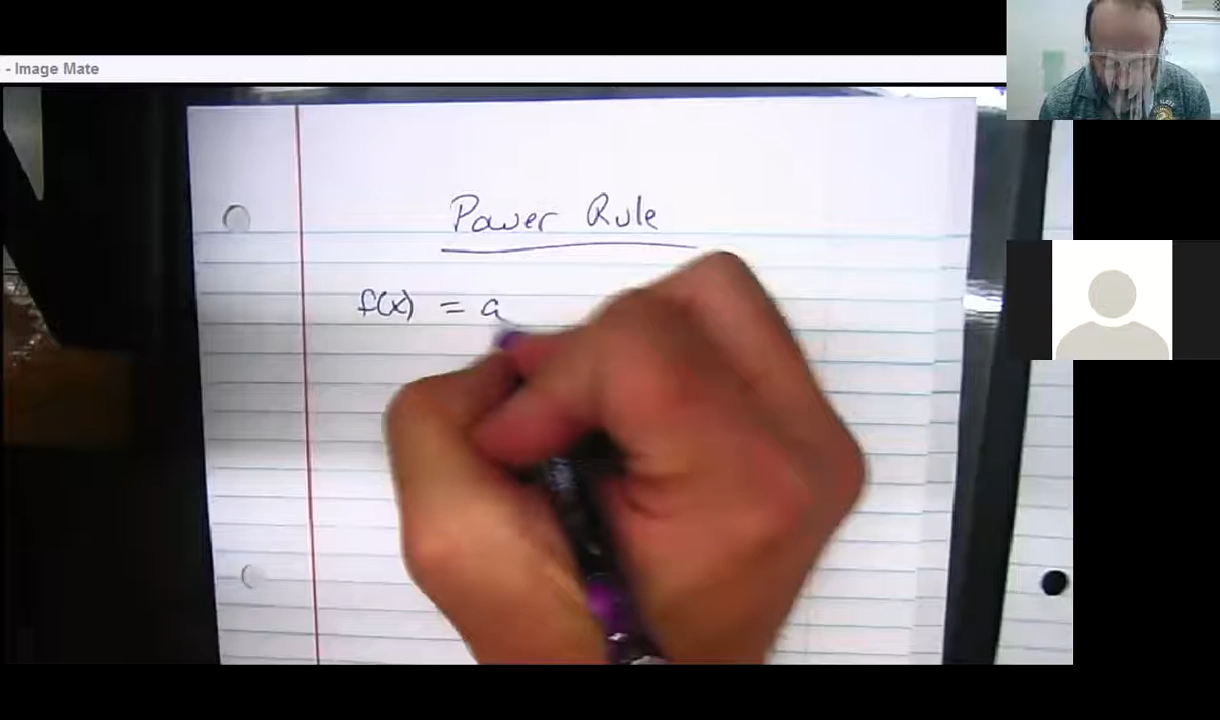 - Image Mate
Power Rule
f(x) = a